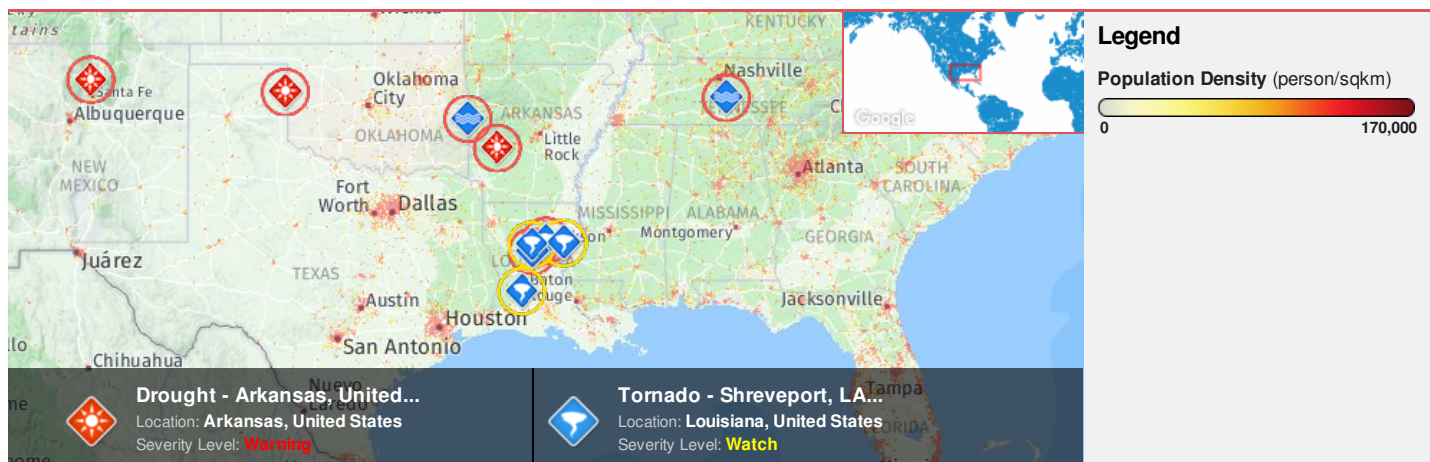 tains
KENTUCKY
Nashville
Santa Fe
Albuquerque
Oklahoma
City
ARKANSAS
TENNESSEE
OKLAHOMA
Little
Rock
NEW
MEXICO
Atlanta
SOUTH
CAROLINA
Fort
Worth
Dallas
MISSISSIPPI
ALABAMA
Montgomery
GEORGIA
Juárez
TEXAS
Baton
Rouge
Austin
Houston
Jacksonville
San Antonio
Chihuahua
Nuevo
Laredo
Tampa
FLORIDA
Google
Drought - Arkansas, United...
Location: Arkansas, United States
Severity Level: Warning
Tornado - Shreveport, LA...
Location: Louisiana, United States
Severity Level: Watch
Legend
Population Density (person/sqkm)
0
170,000